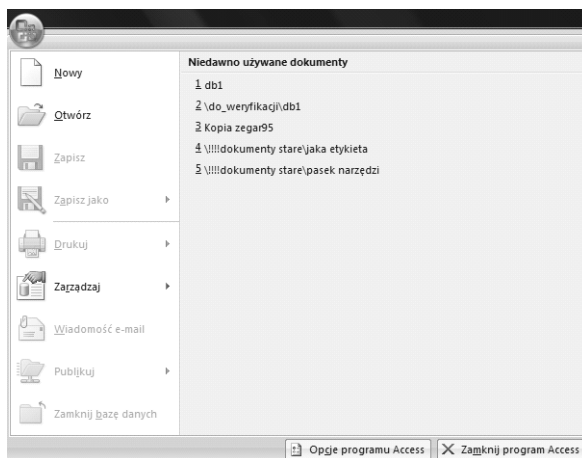 Nowy
Otwórz
Zapisz
Zapisz jako
Drukuj
Zarządzaj
Wiadomość e-mail
Publikuj
Zamknij bazę danych
Niedawno używane dokumenty
1 db1
2 \do_weryfikacji\db1
3 Kopia zegar95
4 \!!!!dokumenty stare\jaka etykieta
5 \!!!!dokumenty stare\pasek narzędzi
Opcje programu Access
Zamknij program Access